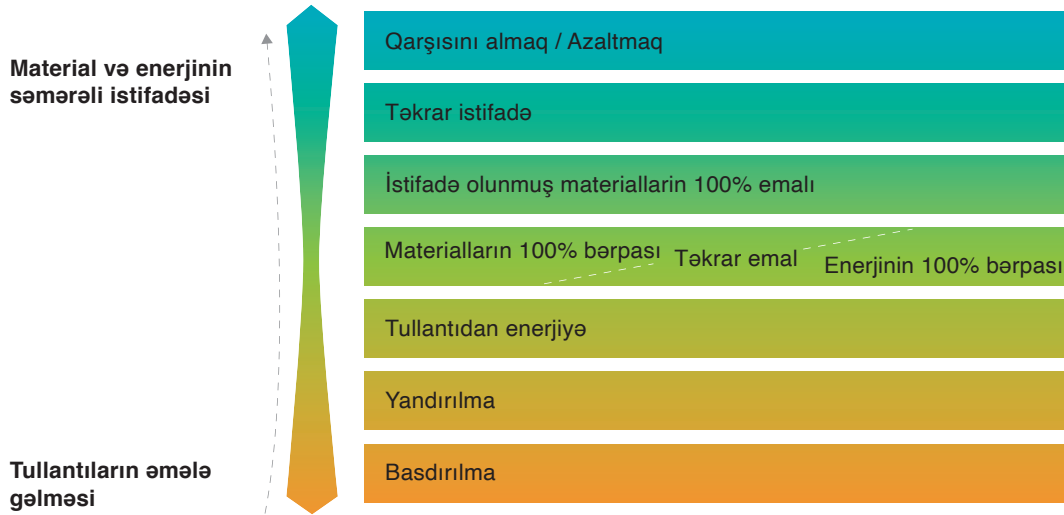 Material və enerjinin
səmərəli istifadəsi
Qarşısını almaq / Azaltmaq
Təkrar istifadə
İstifadə olunmuş materiallarin 100% emalı
Materialların 100% bərpası
Təkrar emal
Enerjinin 100% bərpası
Tullantıdan enerjiyə
Yandırılma
Basdırılma
Tullantıların əmələ
gəlməsi